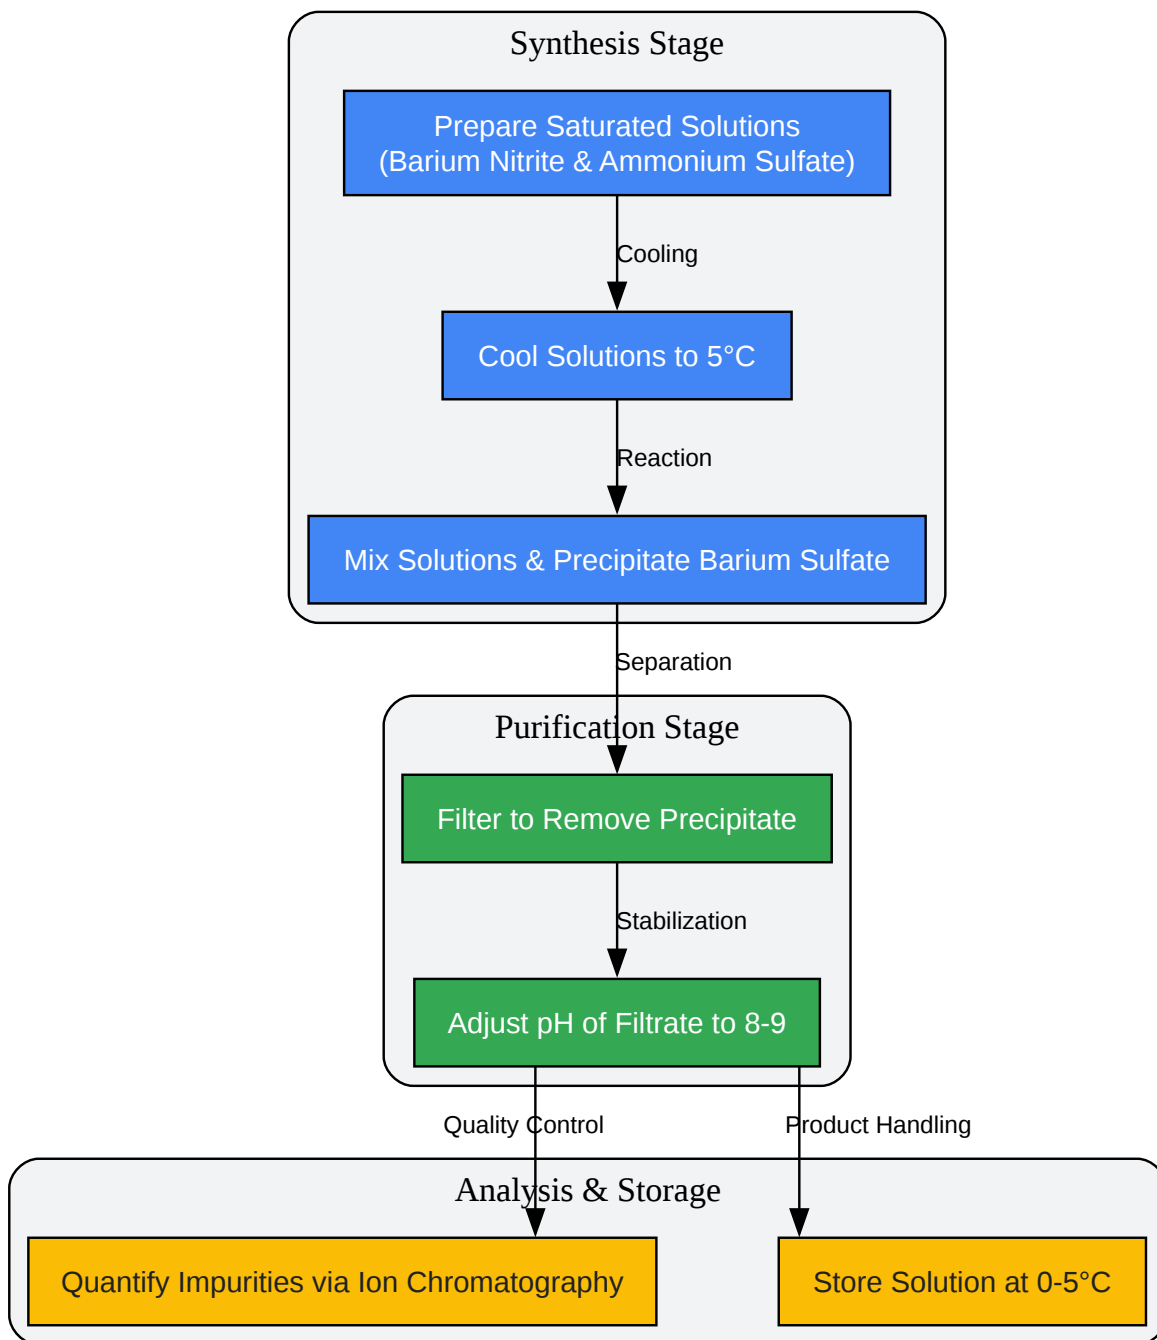 Synthesis Stage
Prepare Saturated Solutions
(Barium Nitrite & Ammonium Sulfate)
Cooling
Cool Solutions to 5°C
Reaction
Mix Solutions & Precipitate Barium Sulfate
Separation
Purification Stage
Filter to Remove Precipitate
Stabilization
Adjust pH of Filtrate to 8-9
Quality Control
Product Handling
Analysis & Storage
Quantify Impurities via Ion Chromatography
Store Solution at 0-5°C